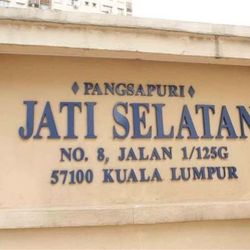 PANGSAPURI
JATI SELATAN
NO. 8, JALAN 1/125G
57100 KUALA LUMPUR